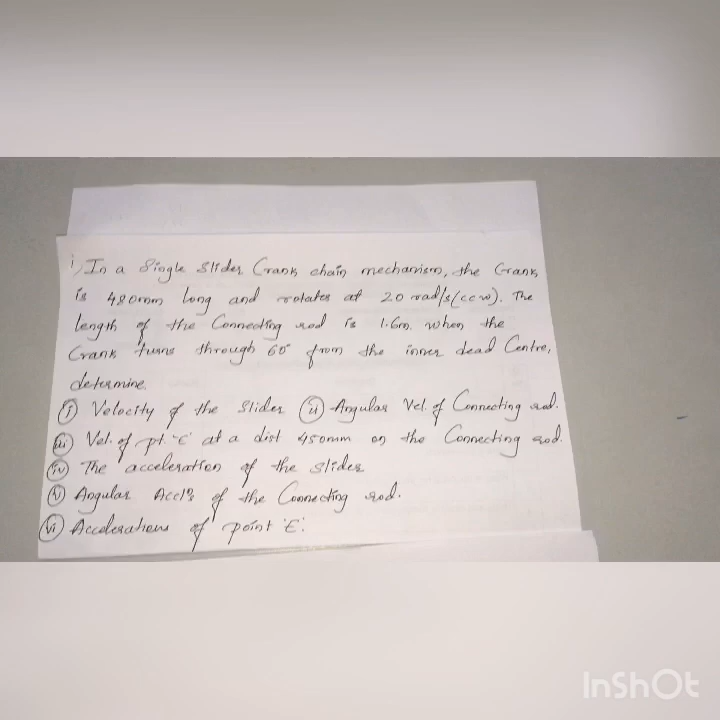 i) In a Single Slider Crank chain mechanism, the Crank
is 480mm long and rotates at 20 rad/s(ccw). The
length of the Connecting rod is 1.6m. when the
Crank turns through 60° from the inner dead Centre,
determine.
(i) Velocity of the Slider (ii) Angular Vel. of Connecting rod.
(iii) Vel. of pt. 'E' at a dist 450mm on the Connecting rod.
(iv) The acceleration of the Slider
(v) Angular Accl'n of the Connecting rod.
(vi) Accelerations of point 'E'.
InShOt